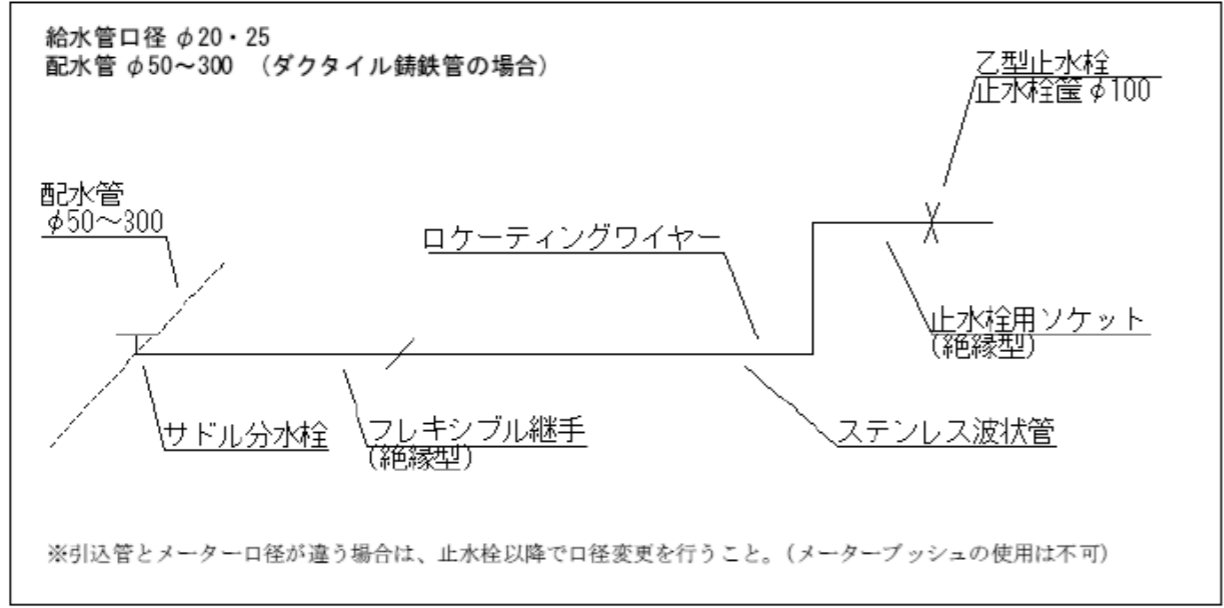 給水管口径 φ20・25
配水管 φ50～300 （ダクタイル鋳鉄管の場合）
乙型止水栓
止水栓筐 φ100
配水管
φ50～300
ロケーティングワイヤー
止水栓用ソケット
(絶縁型)
サドル分水栓
フレキシブル継手
(絶縁型)
ステンレス波状管
※引込管とメーター口径が違う場合は、止水栓以降で口径変更を行うこと。（メーターブッシュの使用は不可）